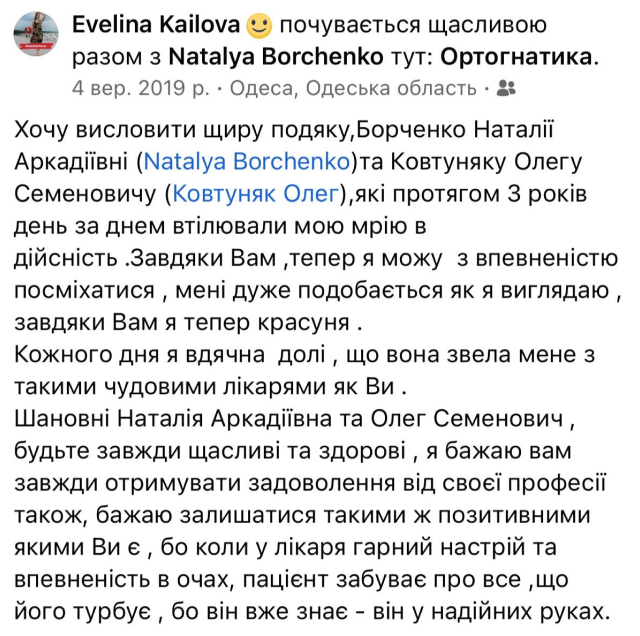 Evelina Kailova 🙂 почувається щасливою
разом з Natalya Borchenko тут: Ортогнатика.
4 вер. 2019 р. · Одеса, Одеська область ·
Хочу висловити щиру подяку,Борченко Наталії
Аркадіївні (Natalya Borchenko)та Ковтуняку Олегу
Семеновичу (Ковтуняк Олег),які протягом 3 років
день за днем втілювали мою мрію в
дійсність .Завдяки Вам ,тепер я можу  з впевненістю
посміхатися , мені дуже подобається як я виглядаю ,
завдяки Вам я тепер красуня .
Кожного дня я вдячна  долі , що вона звела мене з
такими чудовими лікарями як Ви .
Шановні Наталія Аркадіївна та Олег Семенович ,
будьте завжди щасливі та здорові , я бажаю вам
завжди отримувати задоволення від своєї професії
також, бажаю залишатися такими ж позитивними
якими Ви є , бо коли у лікаря гарний настрій та
впевненість в очах, пацієнт забуває про все ,що
його турбує , бо він вже знає - він у надійних руках.